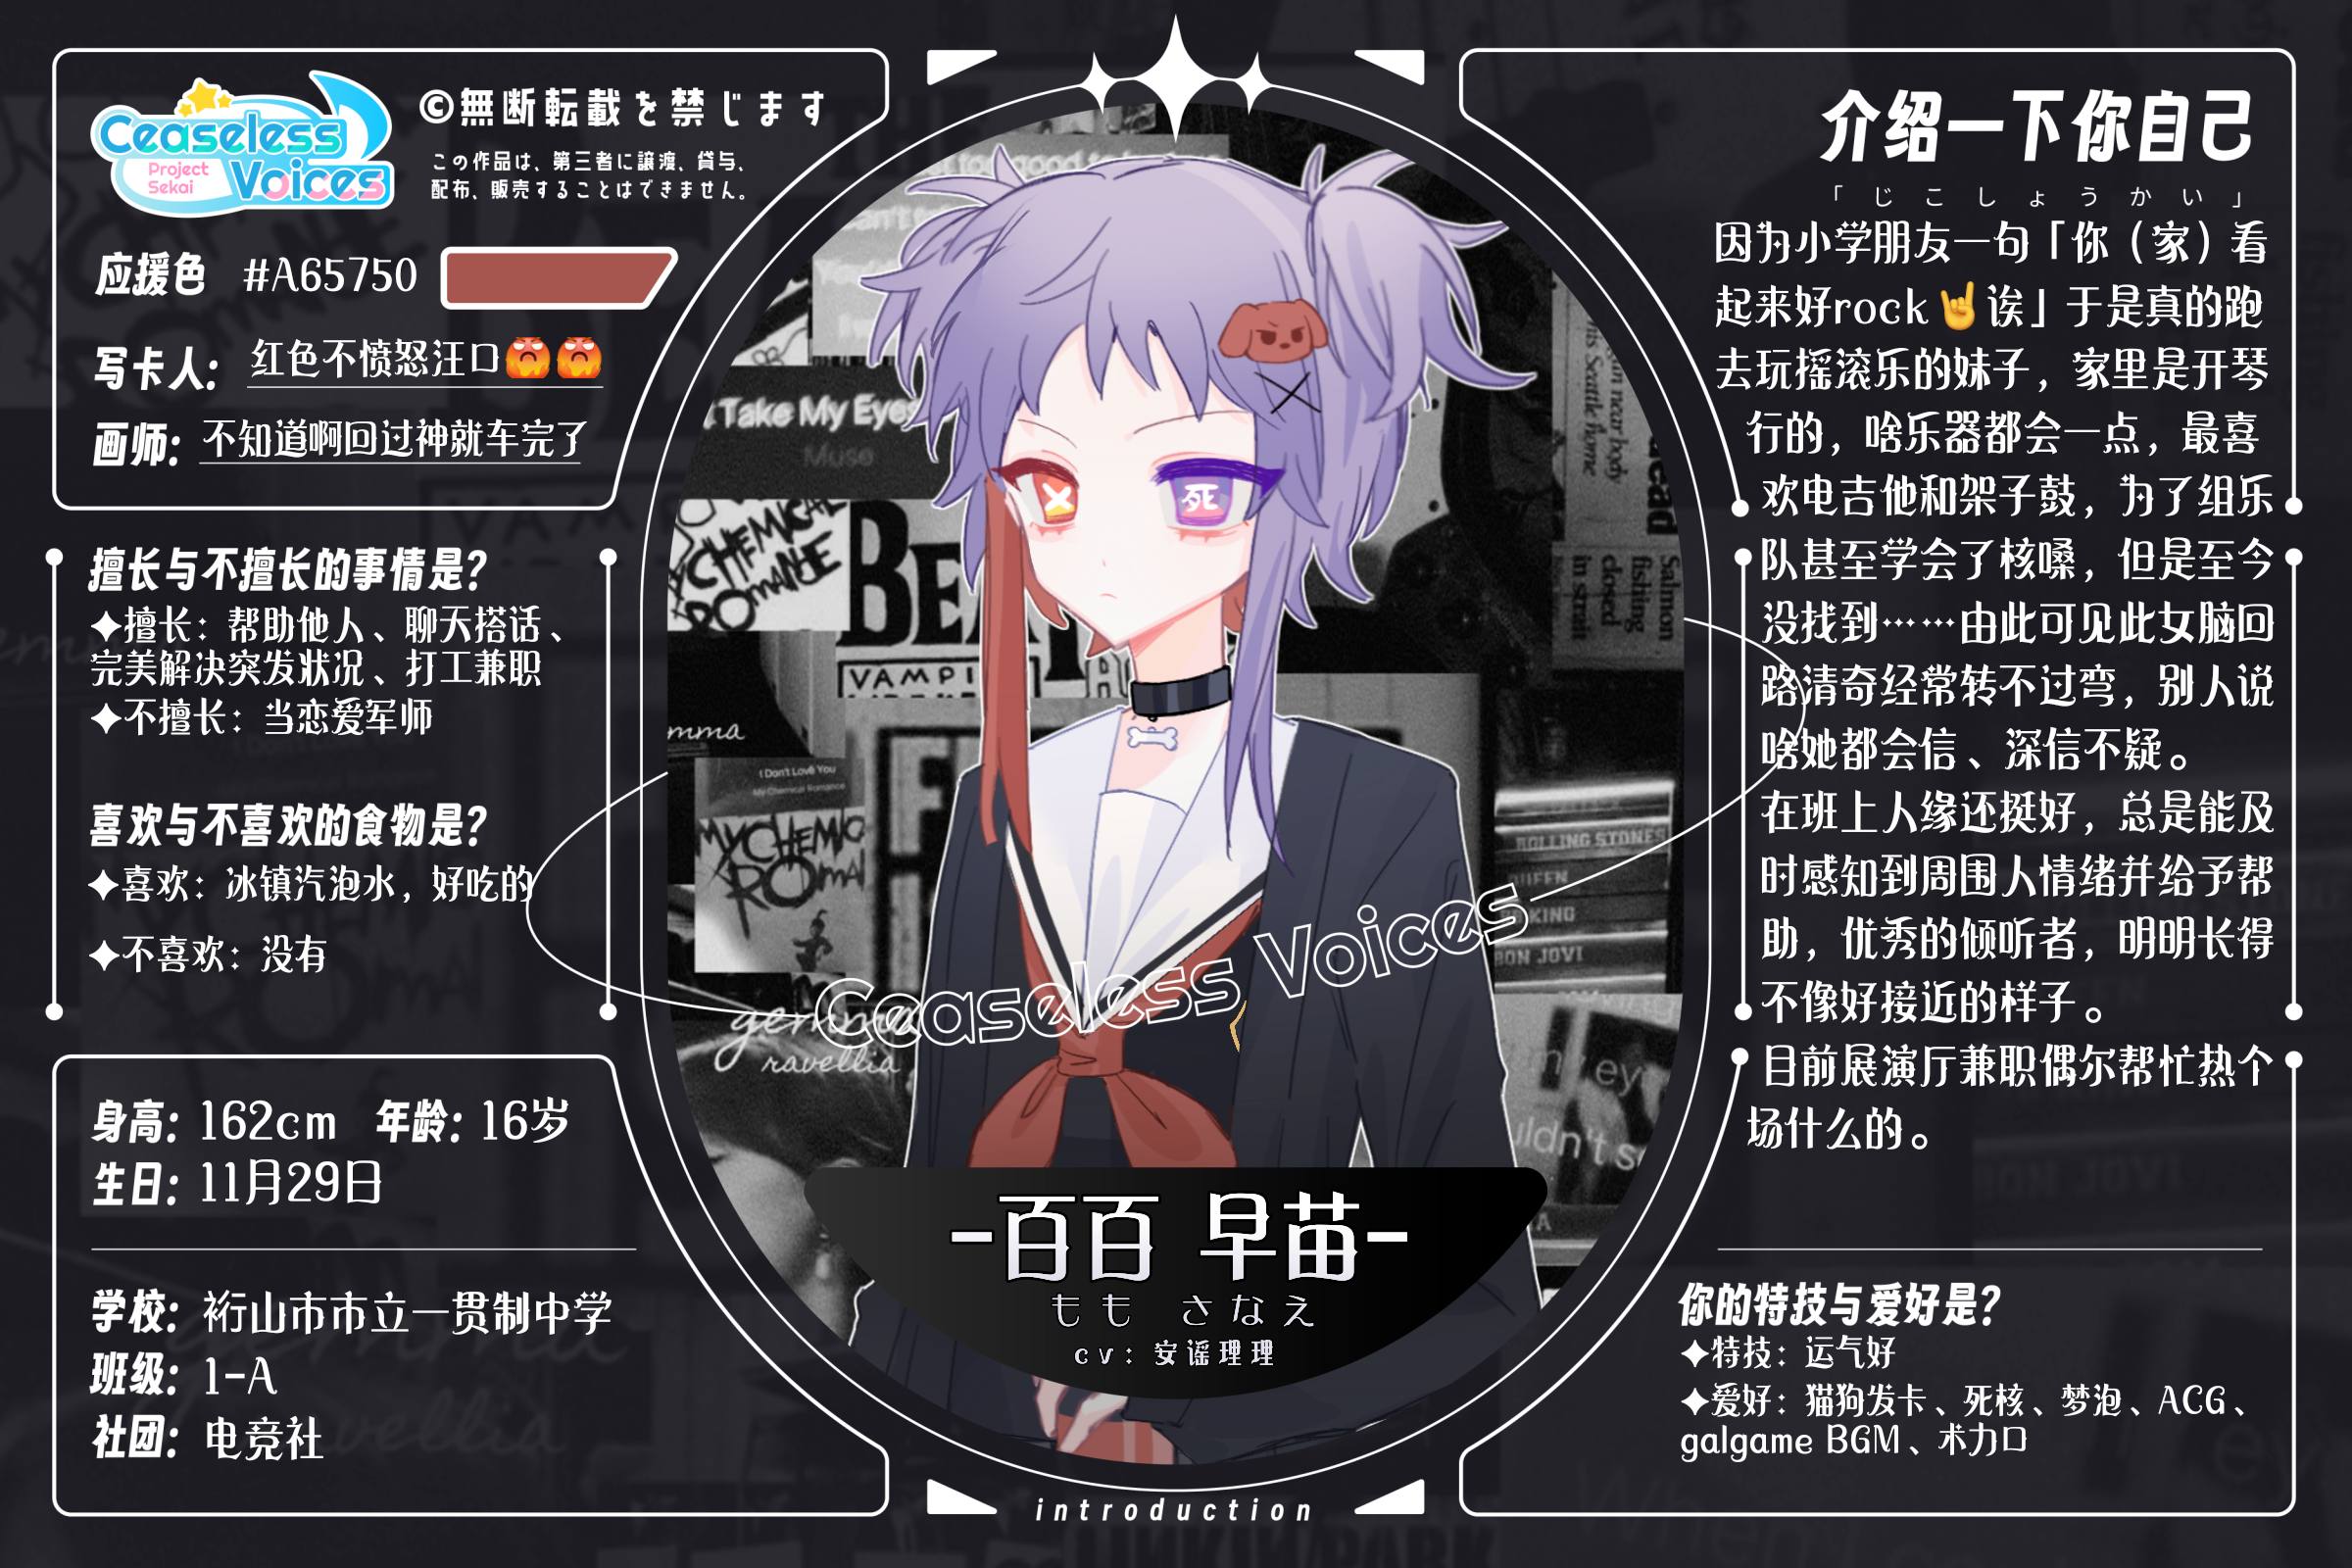 Ceaseless
Voices
Project
Sekai
©無断転載を禁じます
この作品は、第三者に譲渡、貸与、
配布、販売することはできません。
应援色 #A65750
写卡人: 红色不愤怒汪口😡😡
画师: 不知道啊回过神就车完了
擅长与不擅长的事情是?
✦擅长: 帮助他人、聊天搭话、
完美解决突发状况、打工兼职
✦不擅长: 当恋爱军师
喜欢与不喜欢的食物是?
✦喜欢: 冰镇汽泡水, 好吃的
✦不喜欢: 没有
身高: 162cm 年龄: 16岁
生日: 11月29日
学校: 裄山市市立一贯制中学
班级: 1-A
社团: 电竞社
Take My Eyes
Muse
MY CHEMICAL
ROMANCE
BEA
VAMPI
I Don't Love You
My Chemical Romance
MY CHEMIC
ROMA
gemma
ravellia
Salmon
fishing
closed
in strait
ROLLING STONES
QUEEN
KING
BON JOVI
死
Ceaseless Voices
-百百 早苗-
もも さなえ
cv: 安谣理理
introduction
介绍一下你自己
「じこしょうかい」
因为小学朋友一句「你（家）看
起来好rock🤘诶」于是真的跑
去玩摇滚乐的妹子, 家里是开琴
行的, 啥乐器都会一点, 最喜
欢电吉他和架子鼓, 为了组乐
队甚至学会了核嗓, 但是至今
没找到……由此可见此女脑回
路清奇经常转不过弯, 别人说
啥她都会信、深信不疑。
在班上人缘还挺好, 总是能及
时感知到周围人情绪并给予帮
助, 优秀的倾听者, 明明长得
不像好接近的样子。
目前展演厅兼职偶尔帮忙热个
场什么的。
你的特技与爱好是?
✦特技: 运气好
✦爱好: 猫狗发卡、死核、梦泡、ACG、
galgame BGM、术力口